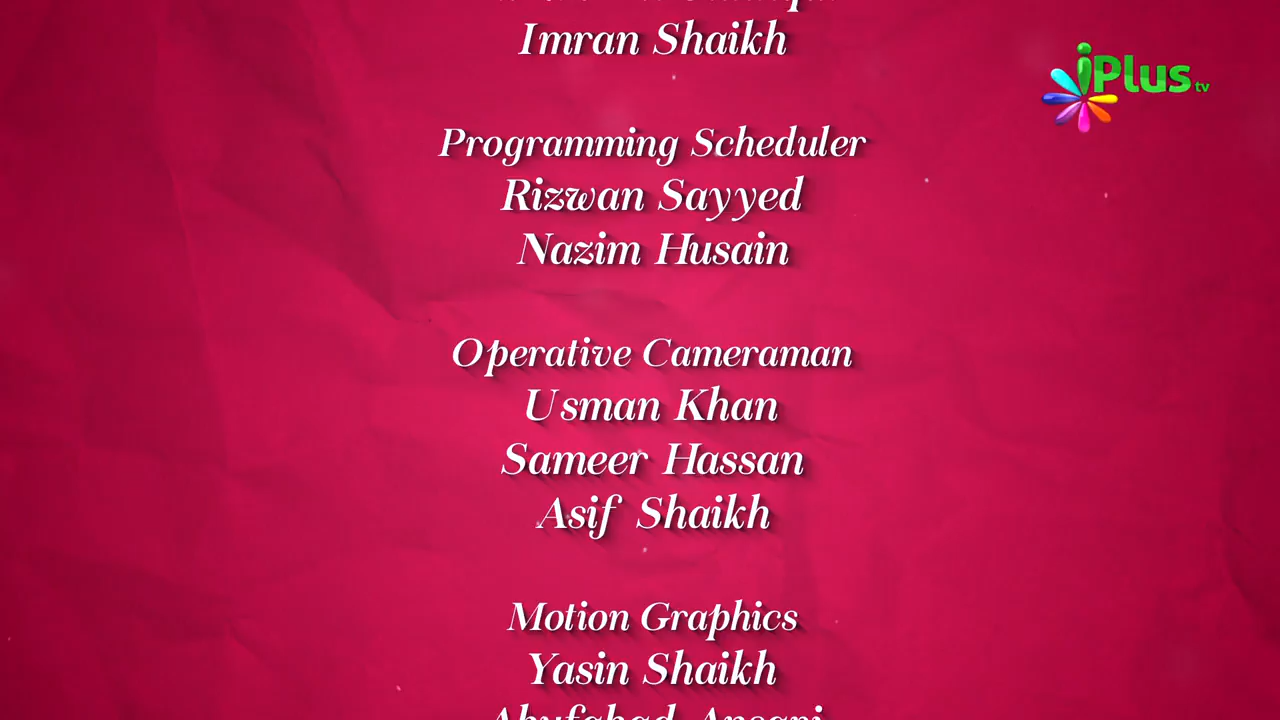 Imran Shaikh
iPlus tv
Programming Scheduler
Rizwan Sayyed
Nazim Husain
Operative Cameraman
Usman Khan
Sameer Hassan
Asif Shaikh
Motion Graphics
Yasin Shaikh